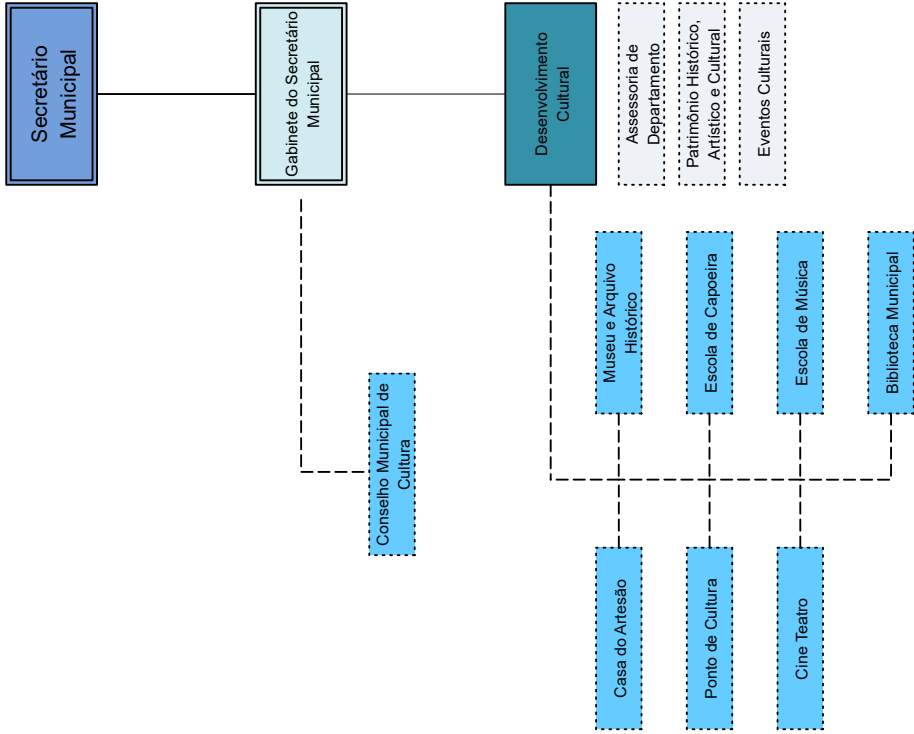 Secretário
Municipal
Gabinete do Secretário
Municipal
Desenvolvimento
Cultural
Assessoria de
Departamento
Patrimônio Histórico,
Artístico e Cultural
Eventos Culturais
Conselho Municipal de
Cultura
Museu e Arquivo
Histórico
Escola de Capoeira
Escola de Música
Biblioteca Municipal
Casa do Artesão
Ponto de Cultura
Cine Teatro